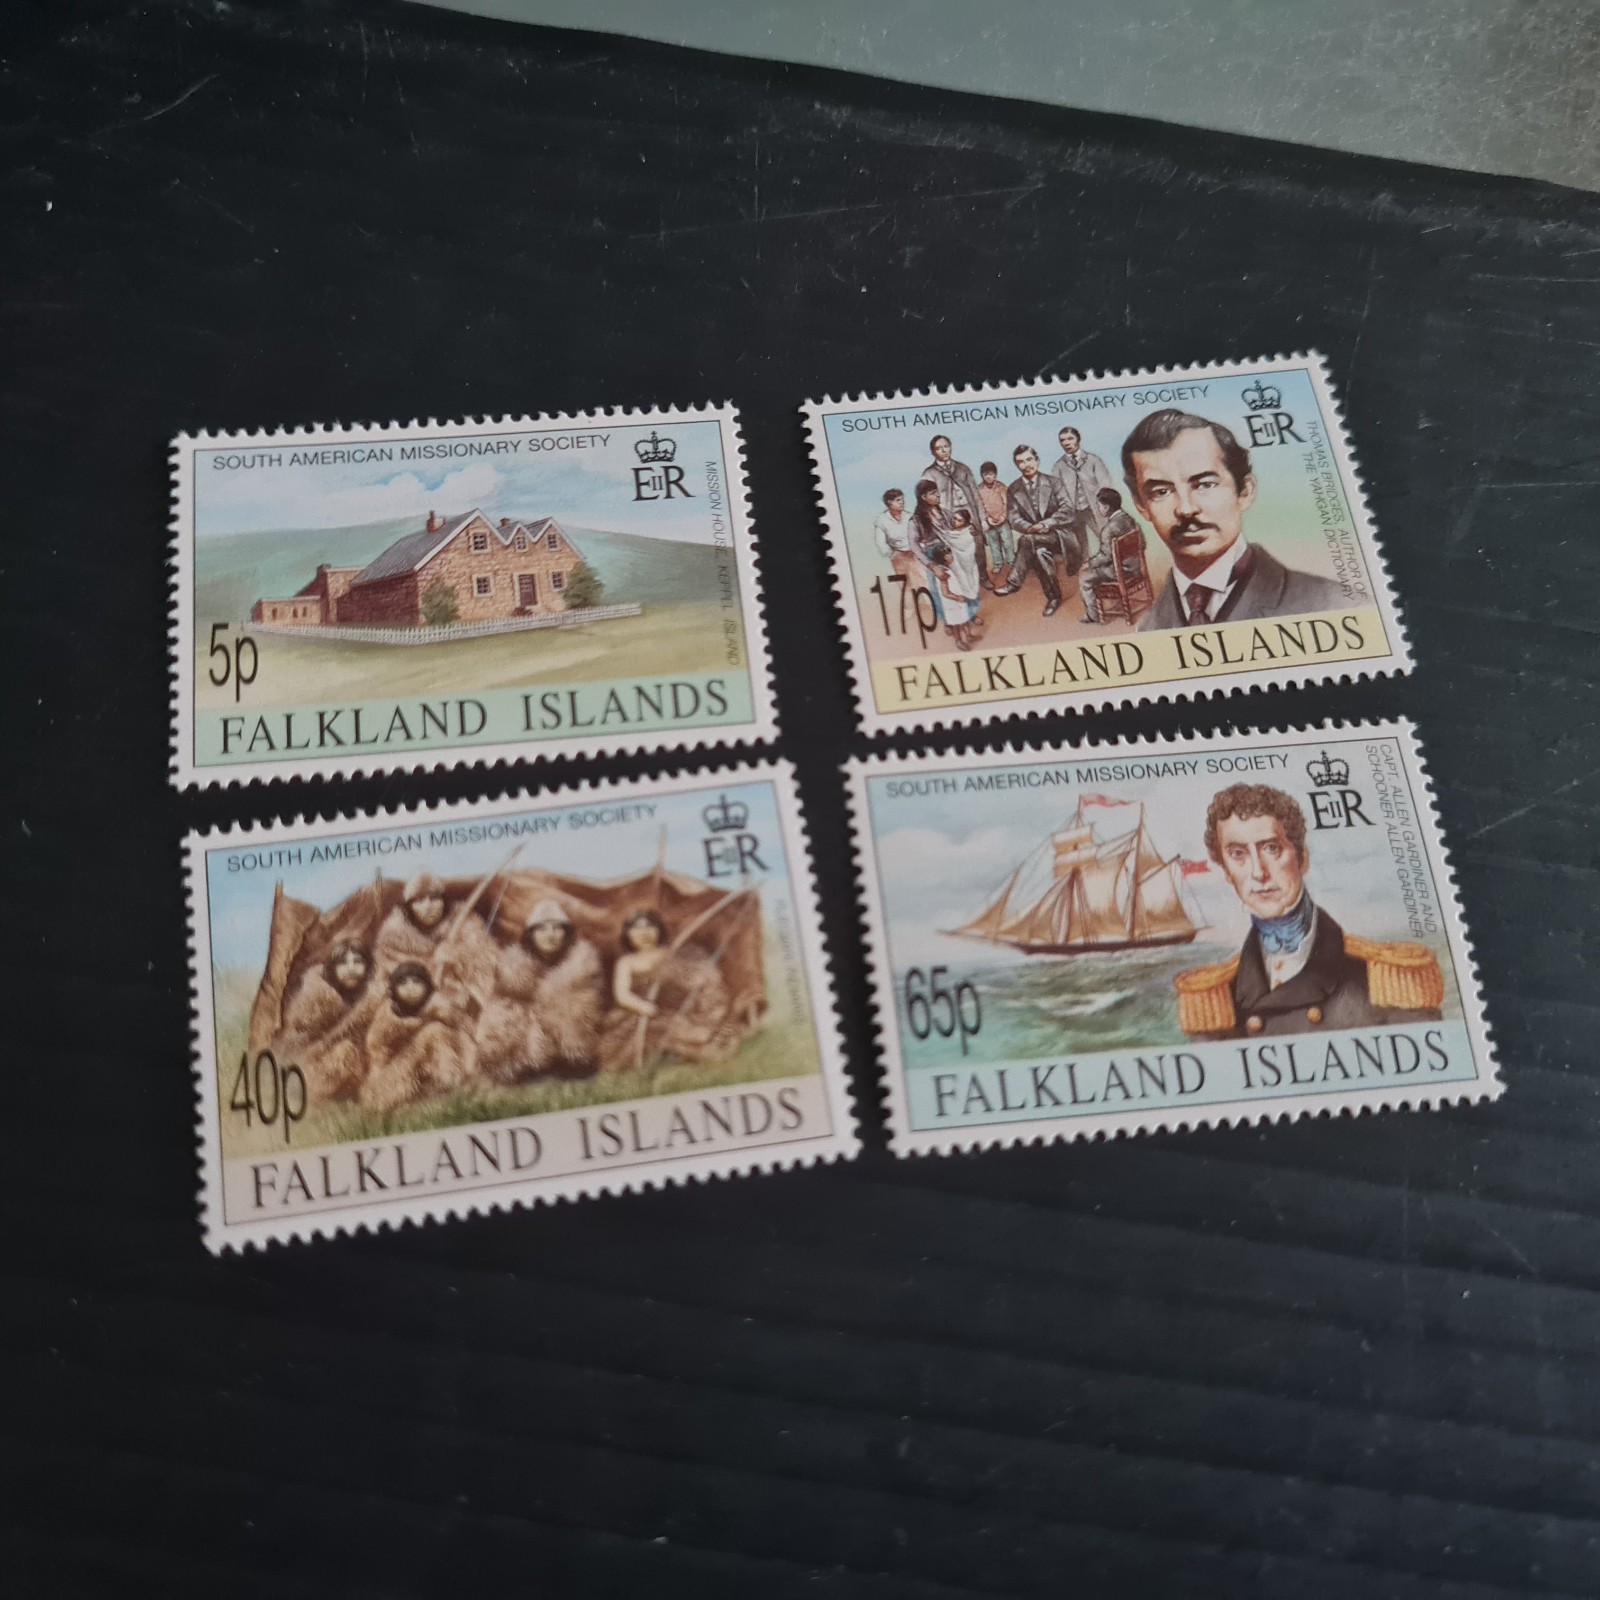 SOUTH AMERICAN MISSIONARY SOCIETY
EIIR
MISSION HOUSE, KEPPEL ISLAND
5p
FALKLAND ISLANDS
SOUTH AMERICAN MISSIONARY SOCIETY
EIIR
THOMAS BRIDGES, AUTHOR OF
THE YAHGAN DICTIONARY
17p
FALKLAND ISLANDS
SOUTH AMERICAN MISSIONARY SOCIETY
EIIR
40p
FALKLAND ISLANDS
SOUTH AMERICAN MISSIONARY SOCIETY
EIIR
CAPT. ALLEN GARDINER AND
SCHOONER ALLEN GARDINER
65p
FALKLAND ISLANDS